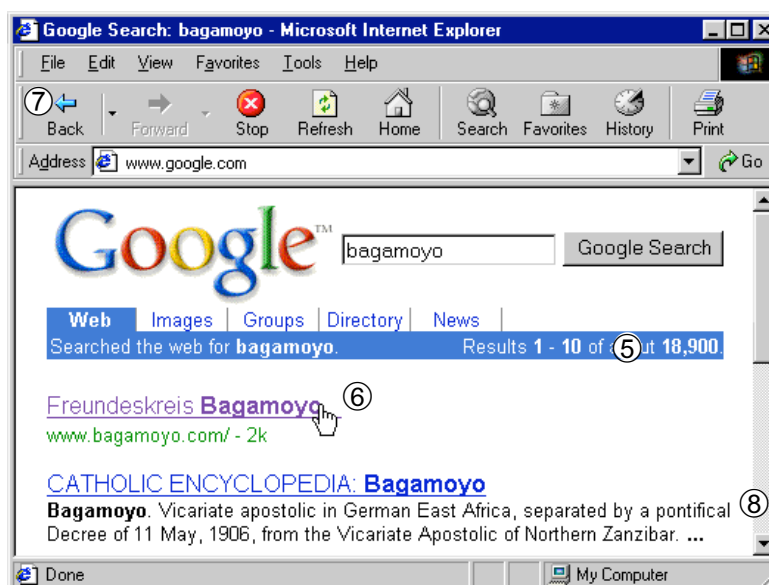 Google Search: bagamoyo - Microsoft Internet Explorer
File Edit View Favorites Tools Help
⑦
Back Forward Stop Refresh Home Search Favorites History Print
Address www.google.com Go
Google™ bagamoyo Google Search
Web Images Groups Directory News
Searched the web for bagamoyo. Results 1 - 10 of about 18,900.
⑤
Freundeskreis Bagamoyo ⑥
www.bagamoyo.com/ - 2k
CATHOLIC ENCYCLOPEDIA: Bagamoyo
Bagamoyo. Vicariate apostolic in German East Africa, separated by a pontifical ⑧
Decree of 11 May, 1906, from the Vicariate Apostolic of Northern Zanzibar. ...
Done My Computer